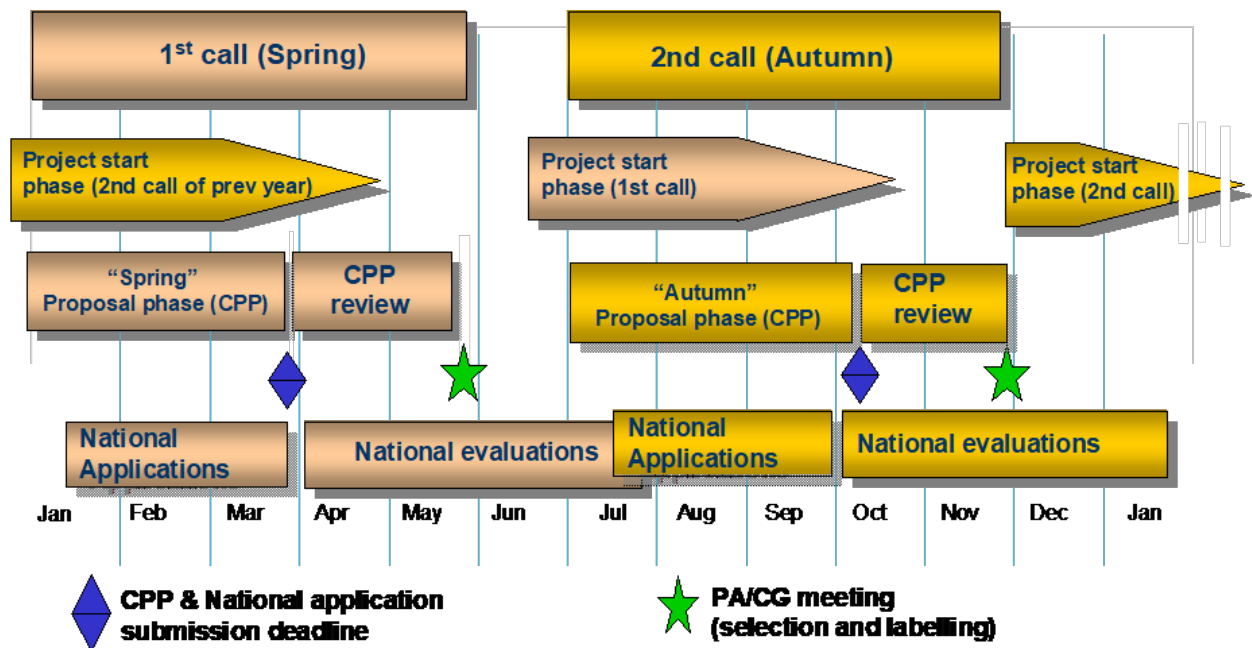 1st call (Spring)
2nd call (Autumn)
Project start
phase (2nd call of prev year)
Project start
phase (1st call)
Project start
phase (2nd call)
“Spring”
Proposal phase (CPP)
CPP
review
“Autumn”
Proposal phase (CPP)
CPP
review
National
Applications
National evaluations
National
Applications
National evaluations
Jan Feb Mar Apr May Jun Jul Aug Sep Oct Nov Dec Jan
CPP & National application
submission deadline
PA/CG meeting
(selection and labelling)